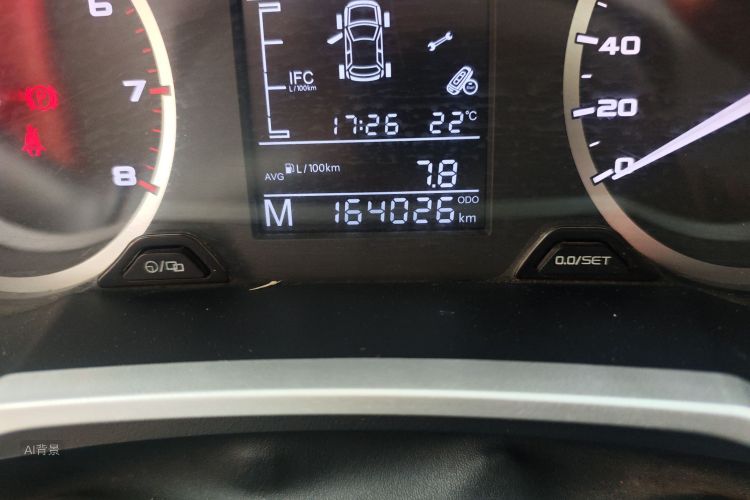 6
7
8
IFC
L/100km
17:26 22°C
AVG L/100km 7.8
M 164026 ODO km
40
20
0
0.0/SET
AI背景